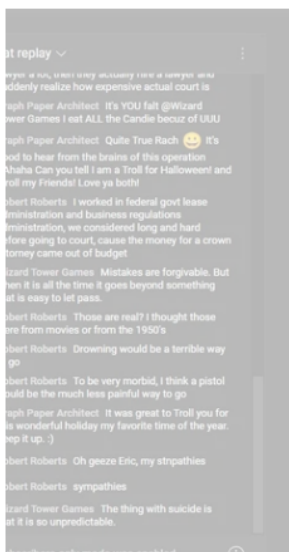 at replay
wyer a lot, then they actually hire a lawyer and
ddenly realize how expensive actual court is
raph Paper Architect It's YOU falt @Wizard
wer Games I eat ALL the Candie becuz of UUU
raph Paper Architect Quite True Rach 😀 It's
od to hear from the brains of this operation
Ahaha Can you tell I am a Troll for Halloween! and
roll my Friends! Love ya both!
bert Roberts I worked in federal govt lease
dministration and business regulations
dministration, we considered long and hard
fore going to court, cause the money for a crown
ttorney came out of budget
izard Tower Games Mistakes are forgivable. But
hen it is all the time it goes beyond something
at is easy to let pass.
obert Roberts Those are real? I thought those
ere from movies or from the 1950's
obert Roberts Drowning would be a terrible way
go
obert Roberts To be very morbid, I think a pistol
ould be the much less painful way to go
raph Paper Architect It was great to Troll you for
is wonderful holiday my favorite time of the year.
eep it up. :)
obert Roberts Oh geeze Eric, my stnpathies
obert Roberts sympathies
izard Tower Games The thing with suicide is
at it is so unpredictable.